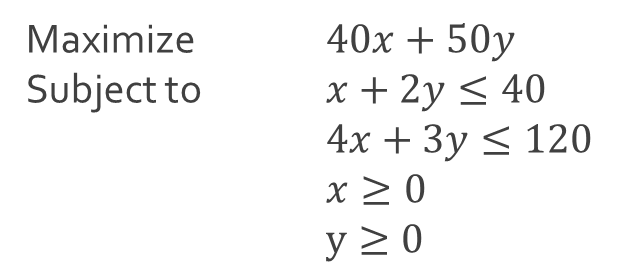 Maximize 40x + 50y
Subject to x + 2y ≤ 40
4x + 3y ≤ 120
x ≥ 0
y ≥ 0